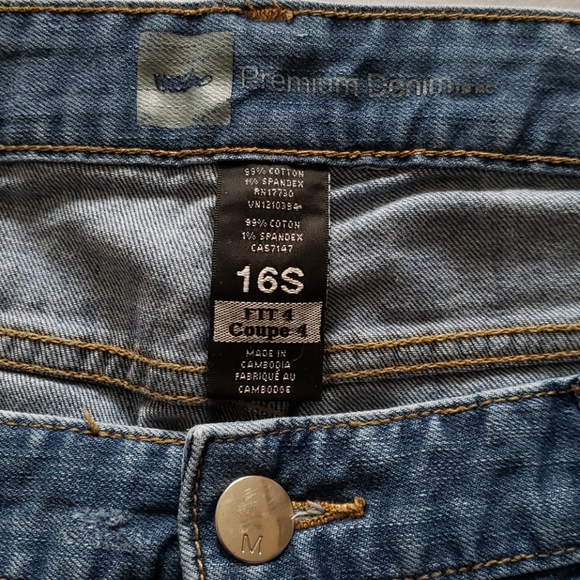 Premium Denim
99% COTTON
1% SPANDEX
RN17730
VN1210394
99% COTON
1% SPANDEX
CA57147
16S
FIT 4
Coupe 4
MADE IN
CAMBODIA
FABRIQUÉ AU
CAMBODGE
M